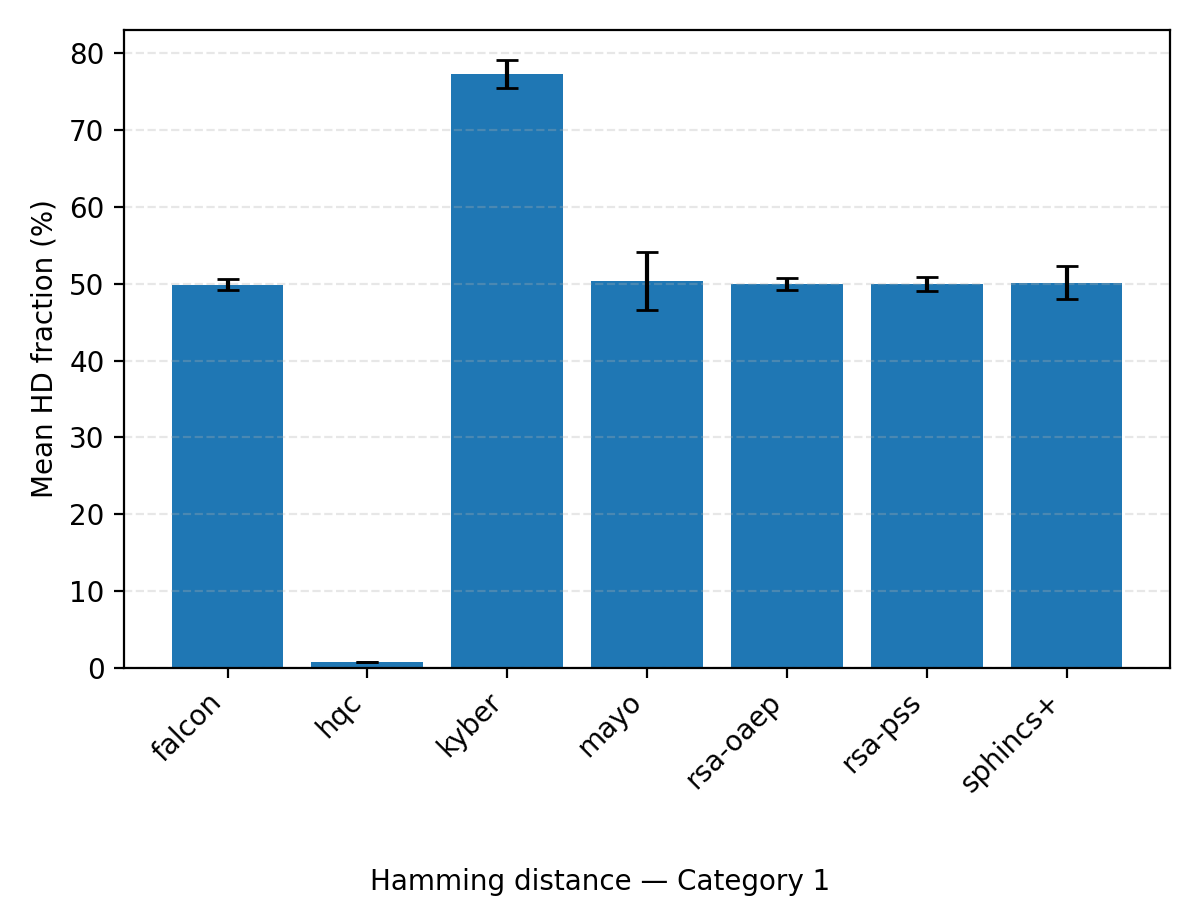 80
70
60
50
40
30
20
10
0
Mean HD fraction (%)
falcon
hqc
kyber
mayo
rsa-oaep
rsa-pss
sphincs+
Hamming distance — Category 1